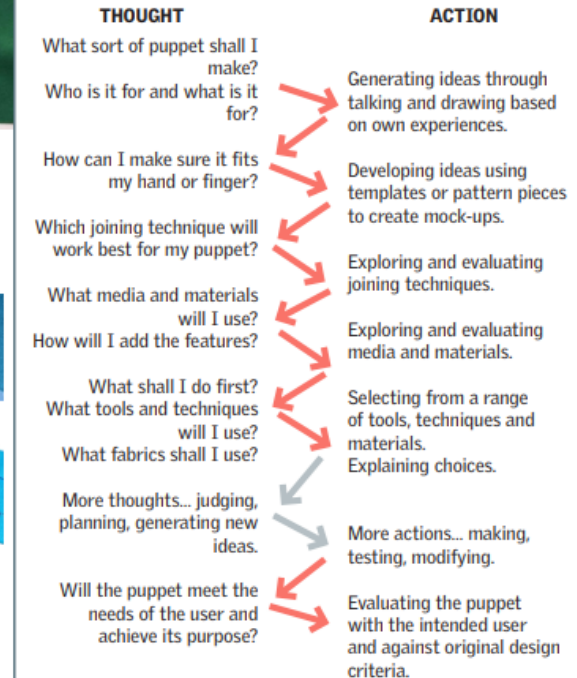 THOUGHT
What sort of puppet shall I
make?
Who is it for and what is it
for?
How can I make sure it fits
my hand or finger?
Which joining technique will
work best for my puppet?
What media and materials
will I use?
How will I add the features?
What shall I do first?
What tools and techniques
will I use?
What fabrics shall I use?
More thoughts... judging,
planning, generating new
ideas.
Will the puppet meet the
needs of the user and
achieve its purpose?
ACTION
Generating ideas through
talking and drawing based
on own experiences.
Developing ideas using
templates or pattern pieces
to create mock-ups.
Exploring and evaluating
joining techniques.
Exploring and evaluating
media and materials.
Selecting from a range
of tools, techniques and
materials.
Explaining choices.
More actions... making,
testing, modifying.
Evaluating the puppet
with the intended user
and against original design
criteria.